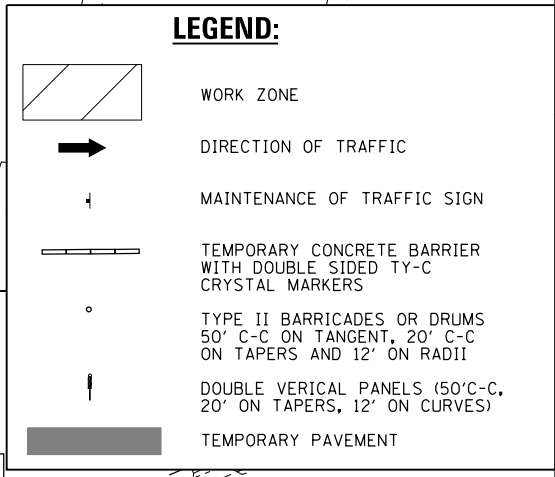 LEGEND:
WORK ZONE
DIRECTION OF TRAFFIC
MAINTENANCE OF TRAFFIC SIGN
TEMPORARY CONCRETE BARRIER
WITH DOUBLE SIDED TY-C
CRYSTAL MARKERS
TYPE II BARRICADES OR DRUMS
50' C-C ON TANGENT, 20' C-C
ON TAPERS AND 12' ON RADII
DOUBLE VERICAL PANELS (50'C-C,
20' ON TAPERS, 12' ON CURVES)
TEMPORARY PAVEMENT